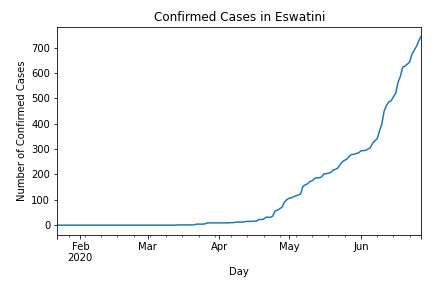 Confirmed Cases in Eswatini
Number of Confirmed Cases
700
600
500
400
300
200
100
0
Feb
2020
Mar
Apr
May
Jun
Day